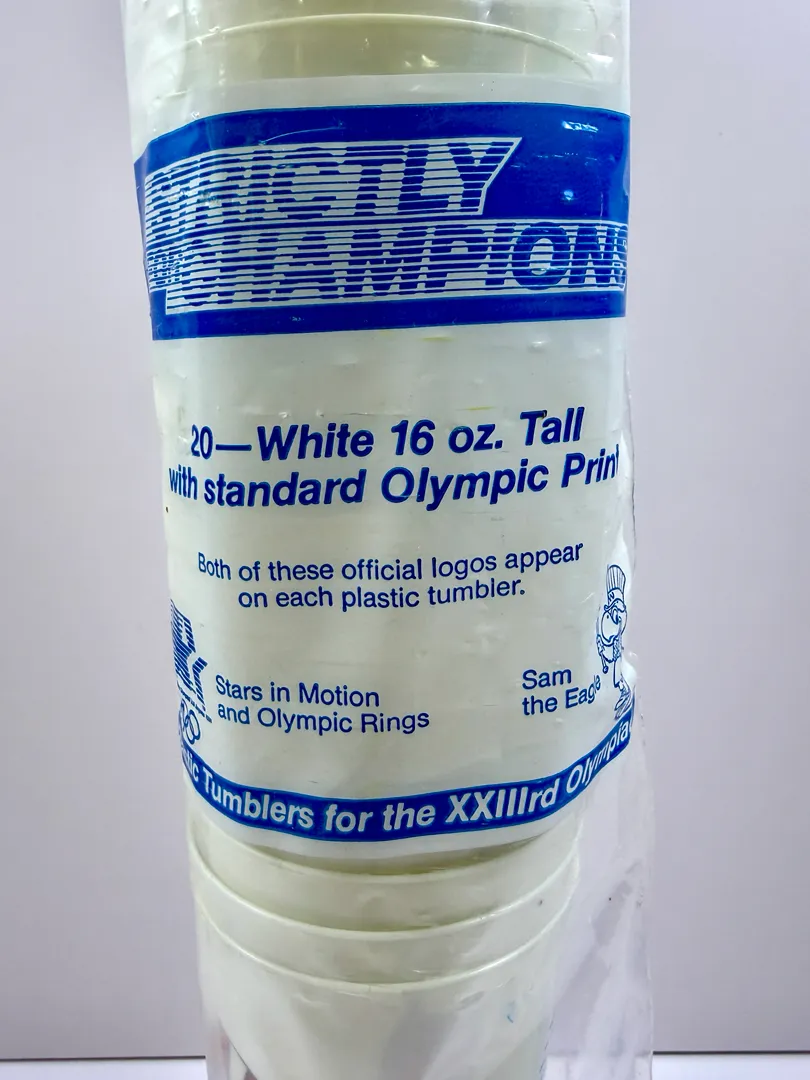 STRICTLY
CHAMPIONS
20—White 16 oz. Tall
with standard Olympic Print
Both of these official logos appear
on each plastic tumbler.
Stars in Motion
and Olympic Rings
Sam
the Eagle
Tumblers for the XXIIIrd Olympia